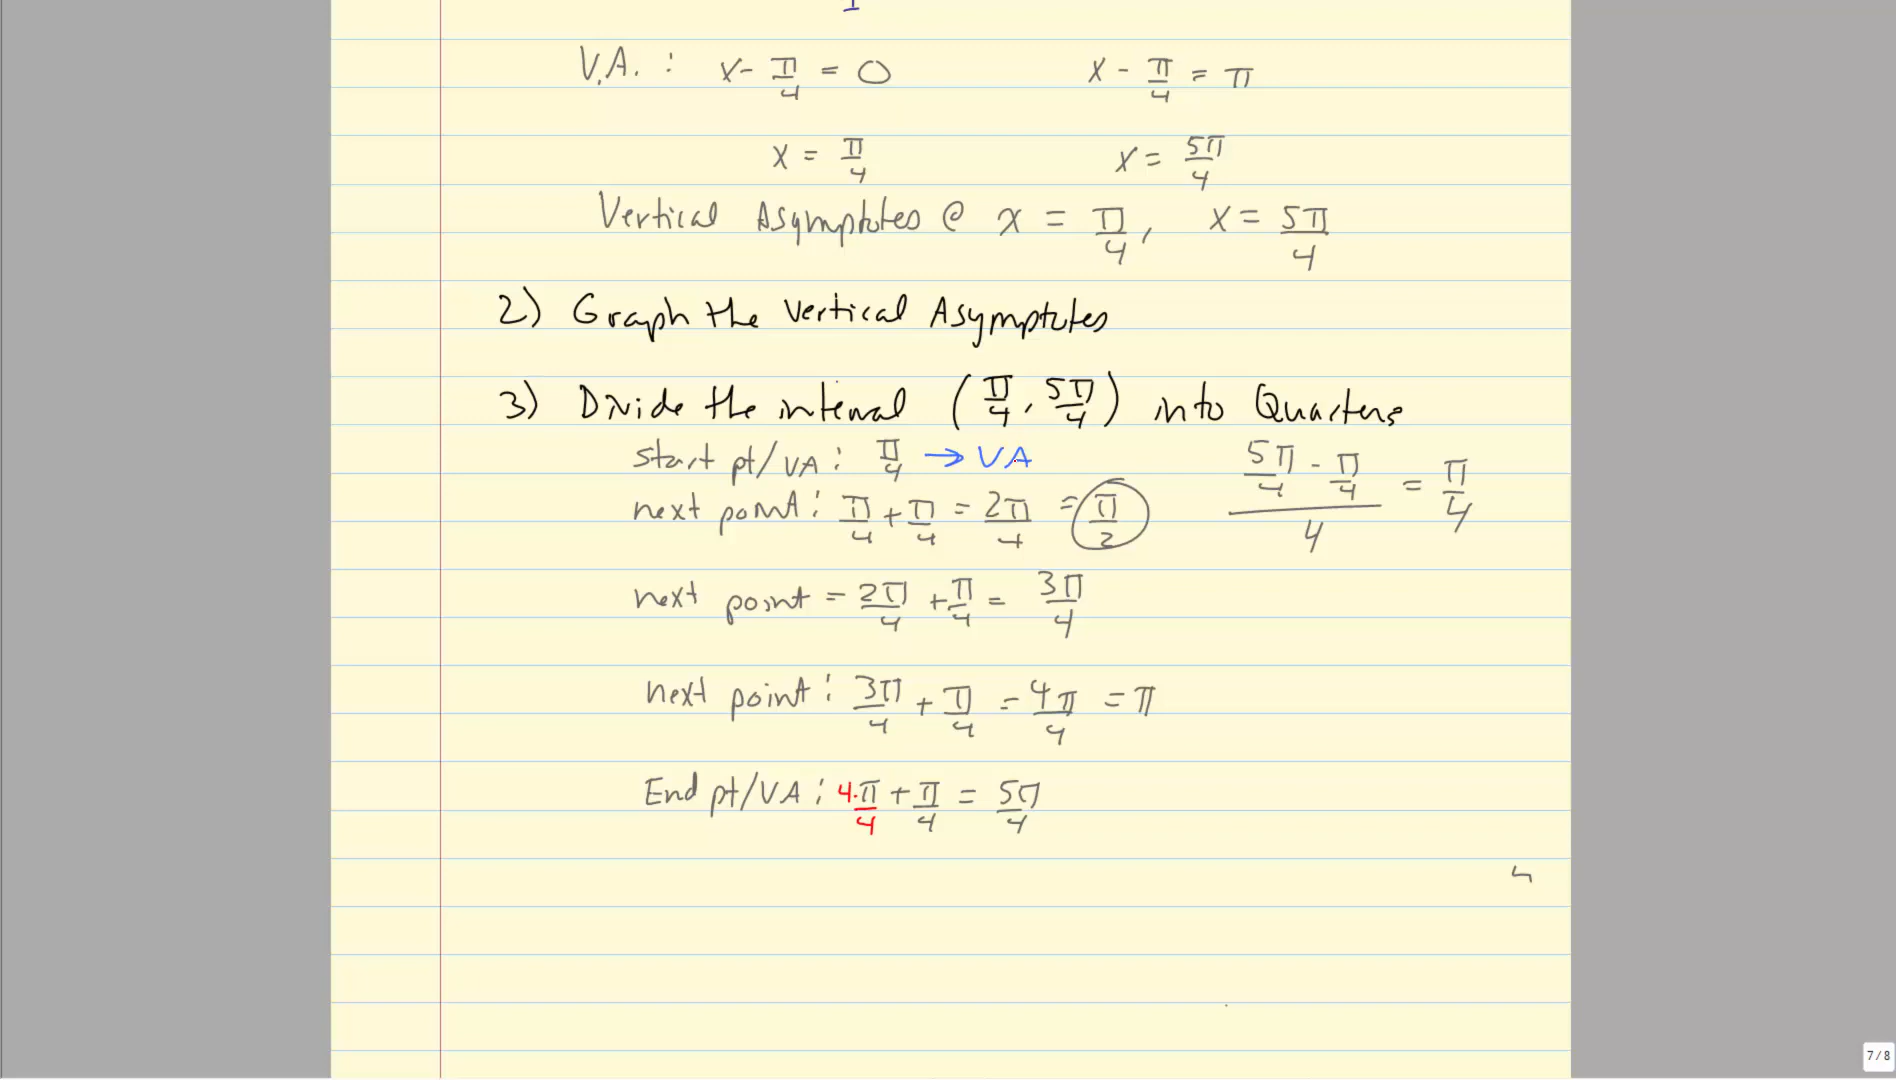 V.A. : x - π/4 = 0    x - π/4 = π
x = π/4    x = 5π/4
Vertical Asymptotes @ x = π/4, x = 5π/4
2) Graph the Vertical Asymptotes
3) Divide the interval (π/4, 5π/4) into Quarters
start pt/VA: π/4 → VA
(5π/4 - π/4)/4 = π/4
next point: π/4 + π/4 = 2π/4 = π/2
next point = 2π/4 + π/4 = 3π/4
next point: 3π/4 + π/4 = 4π/4 = π
End pt/VA: 4·π/4 + π/4 = 5π/4
7 / 8